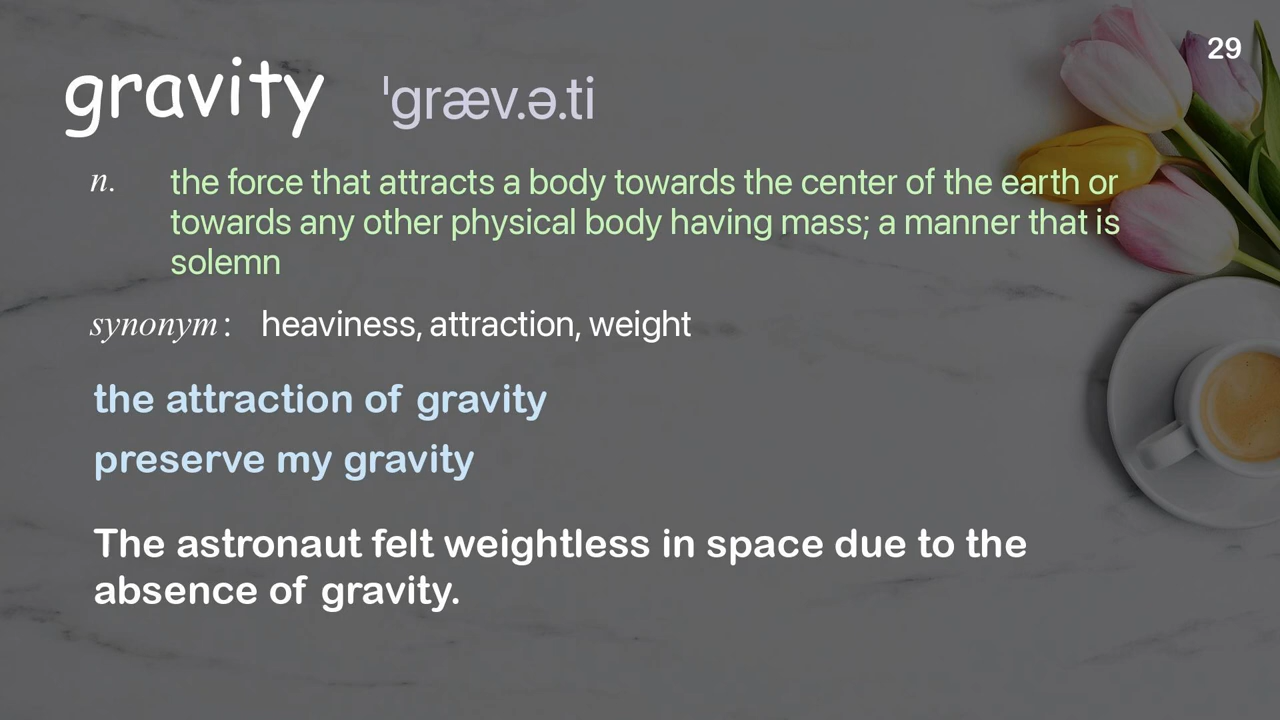 29
gravity ˈɡræv.ə.ti
n. the force that attracts a body towards the center of the earth or
towards any other physical body having mass; a manner that is
solemn
synonym: heaviness, attraction, weight
the attraction of gravity
preserve my gravity
The astronaut felt weightless in space due to the
absence of gravity.